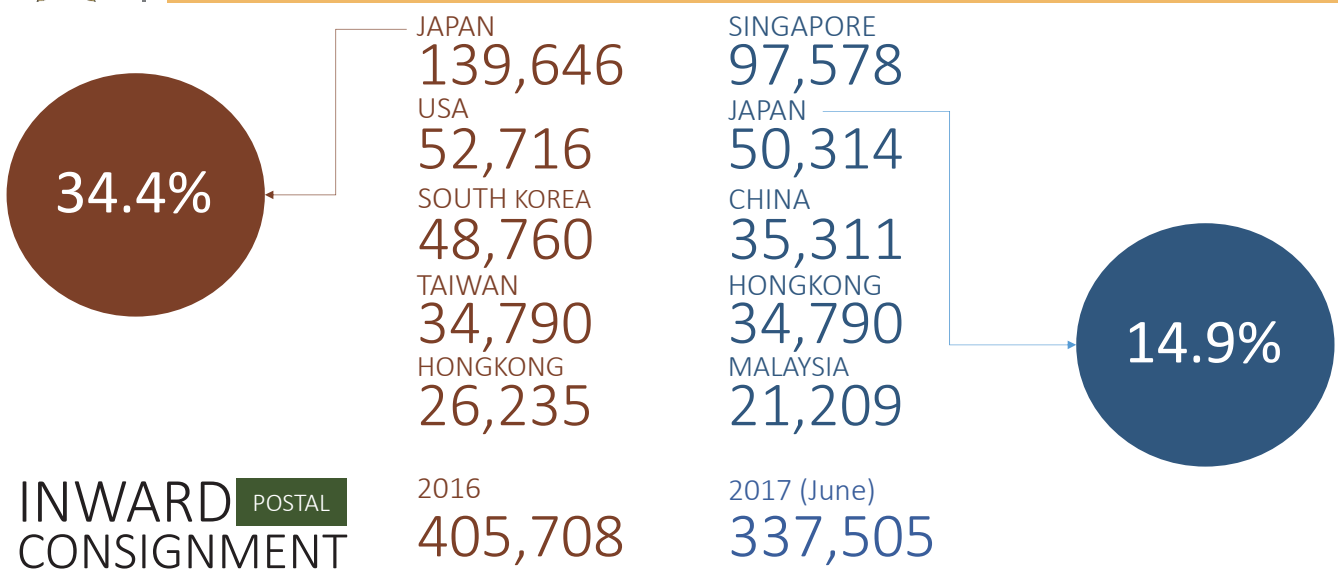 34.4%
JAPAN
139,646
USA
52,716
SOUTH KOREA
48,760
TAIWAN
34,790
HONGKONG
26,235
SINGAPORE
97,578
JAPAN
50,314
CHINA
35,311
HONGKONG
34,790
MALAYSIA
21,209
14.9%
INWARD POSTAL
CONSIGNMENT
2016
405,708
2017 (June)
337,505